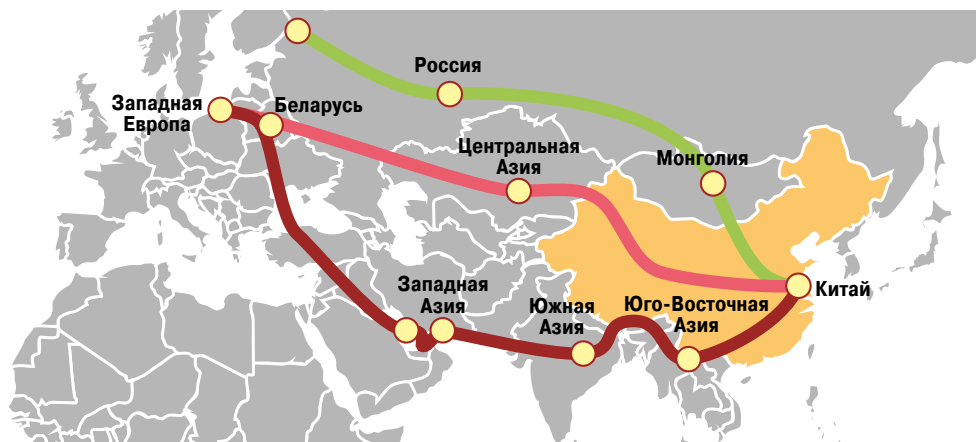 Россия
Западная
Европа
Беларусь
Центральная
Азия
Монголия
Западная
Азия
Южная
Азия
Юго-Восточная
Азия
Китай